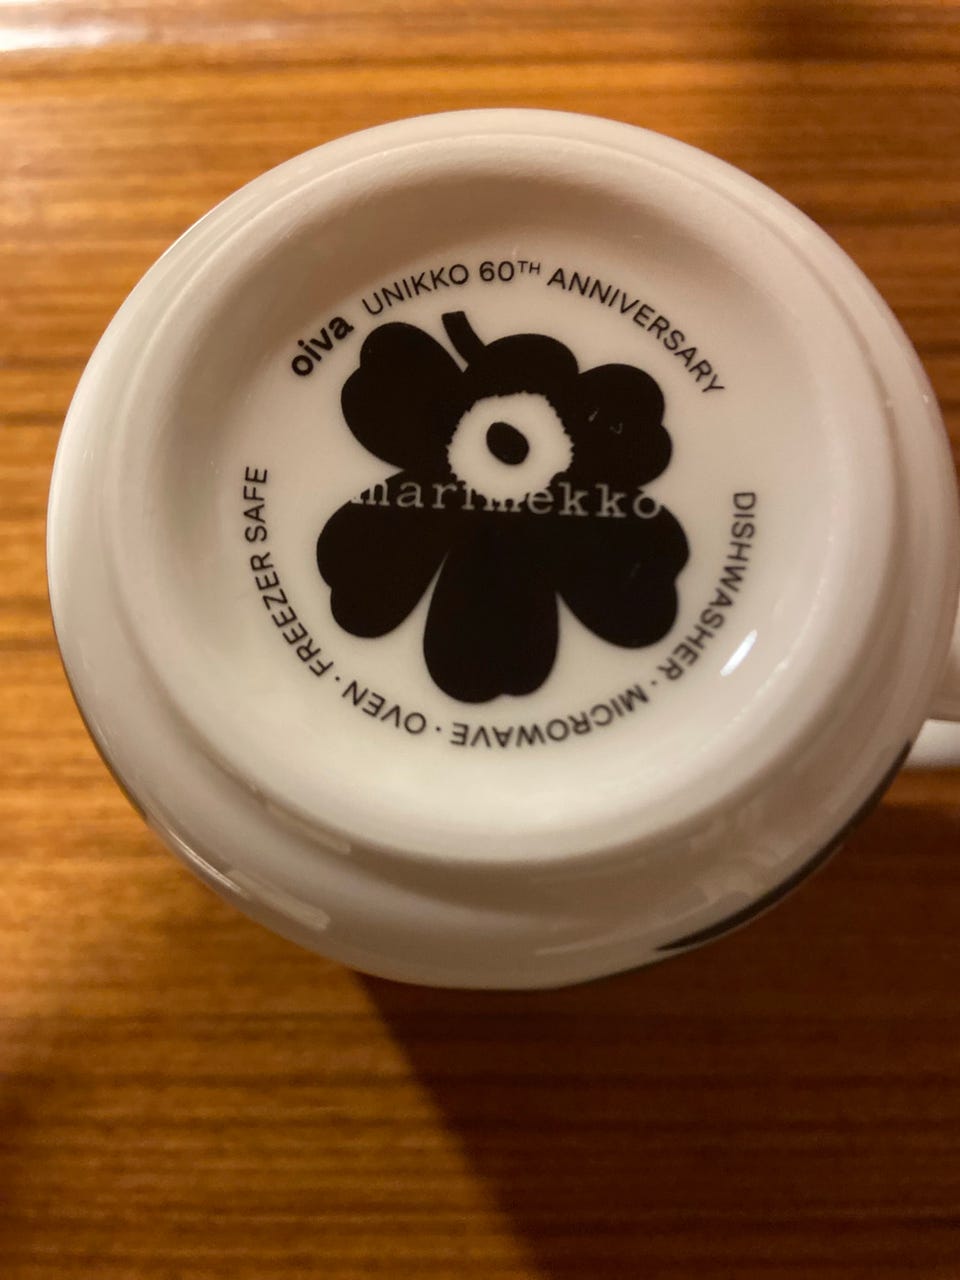 oiva UNIKKO 60TH ANNIVERSARY
marimekko
DISHWASHER · MICROWAVE · OVEN · FREEZER SAFE